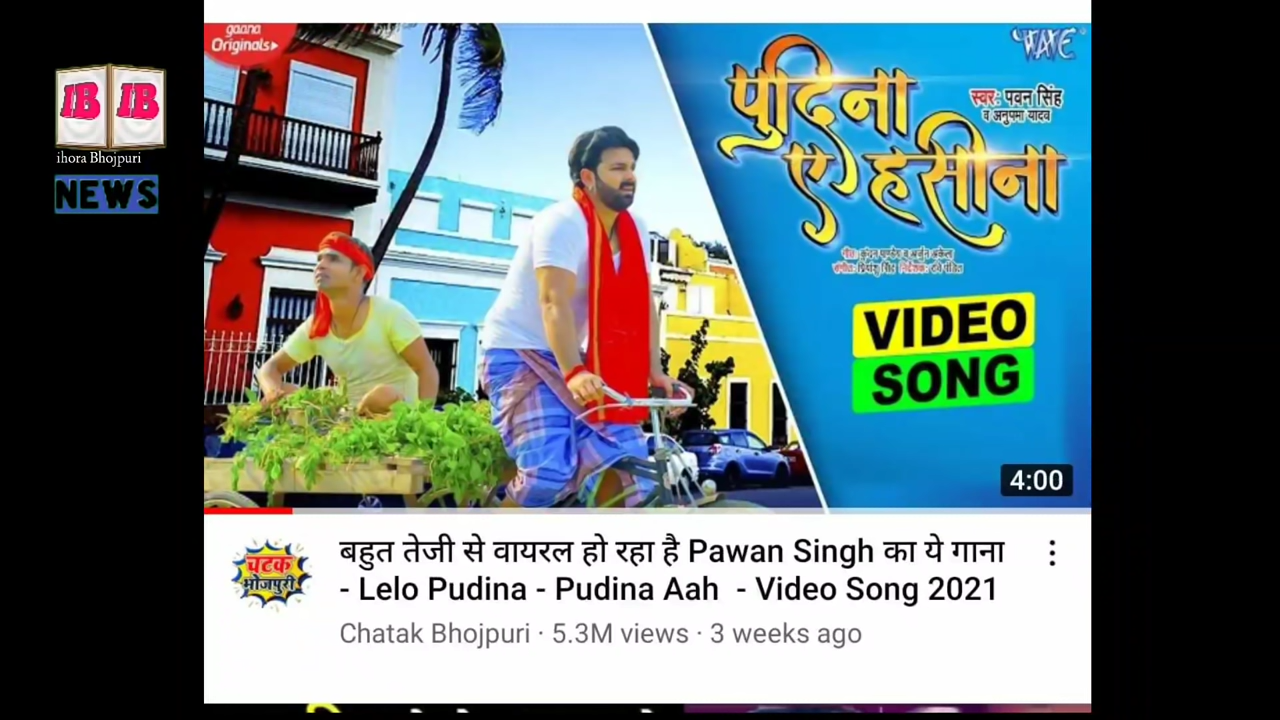 IB IB
ihora Bhojpuri
NEWS
gaana
Originals
WAVE
पुदिना
ए हसीना
स्वर: पवन सिंह
व अनुपमा यादव
VIDEO
SONG
4:00
चटक
भोजपुरी
बहुत तेजी से वायरल हो रहा है Pawan Singh का ये गाना
- Lelo Pudina - Pudina Aah - Video Song 2021
Chatak Bhojpuri · 5.3M views · 3 weeks ago